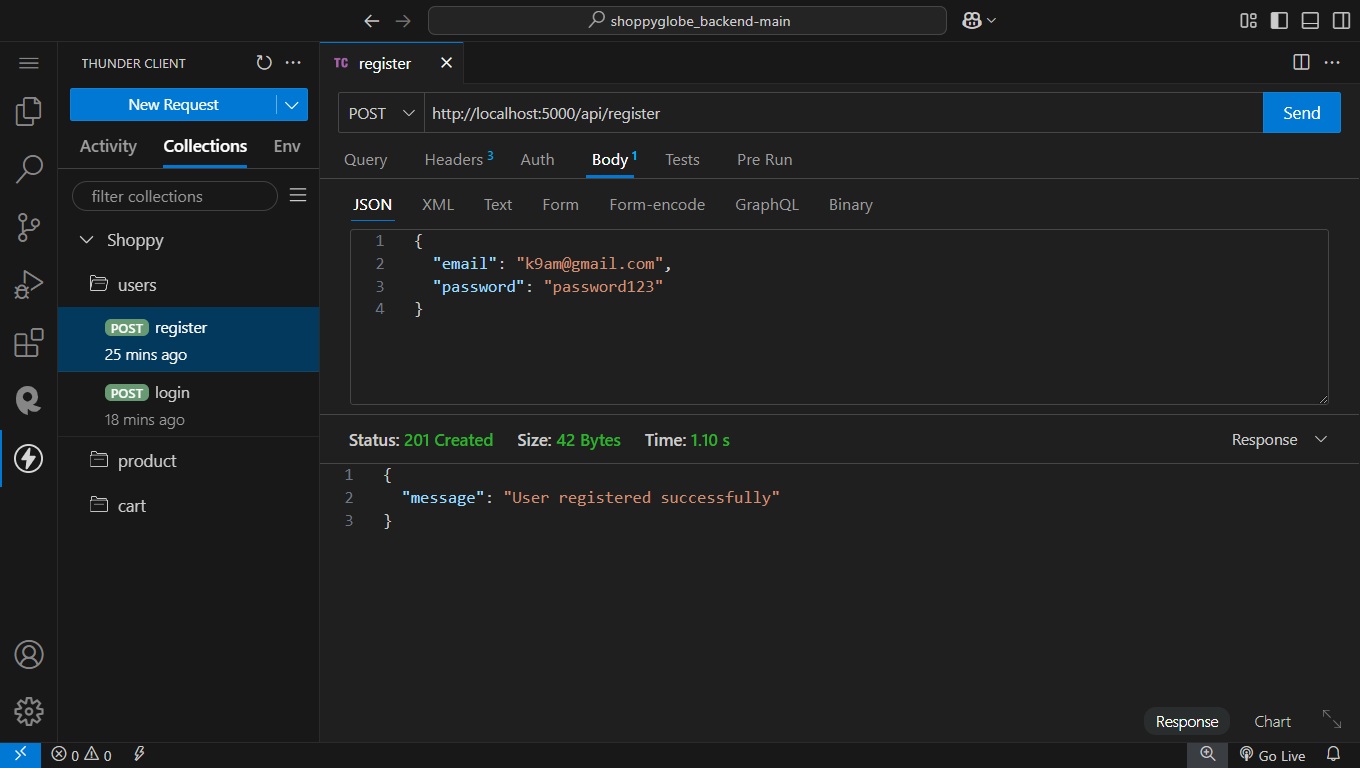 shoppyglobe_backend-main
THUNDER CLIENT
New Request
Activity Collections Env
filter collections
Shoppy
users
POST register
25 mins ago
POST login
18 mins ago
product
cart
TC register
POST http://localhost:5000/api/register Send
Query Headers 3 Auth Body 1 Tests Pre Run
JSON XML Text Form Form-encode GraphQL Binary
1 {
2 "email": "k9am@gmail.com",
3 "password": "password123"
4 }
Status: 201 Created Size: 42 Bytes Time: 1.10 s Response
1 {
2 "message": "User registered successfully"
3 }
Response Chart
0 0 Go Live